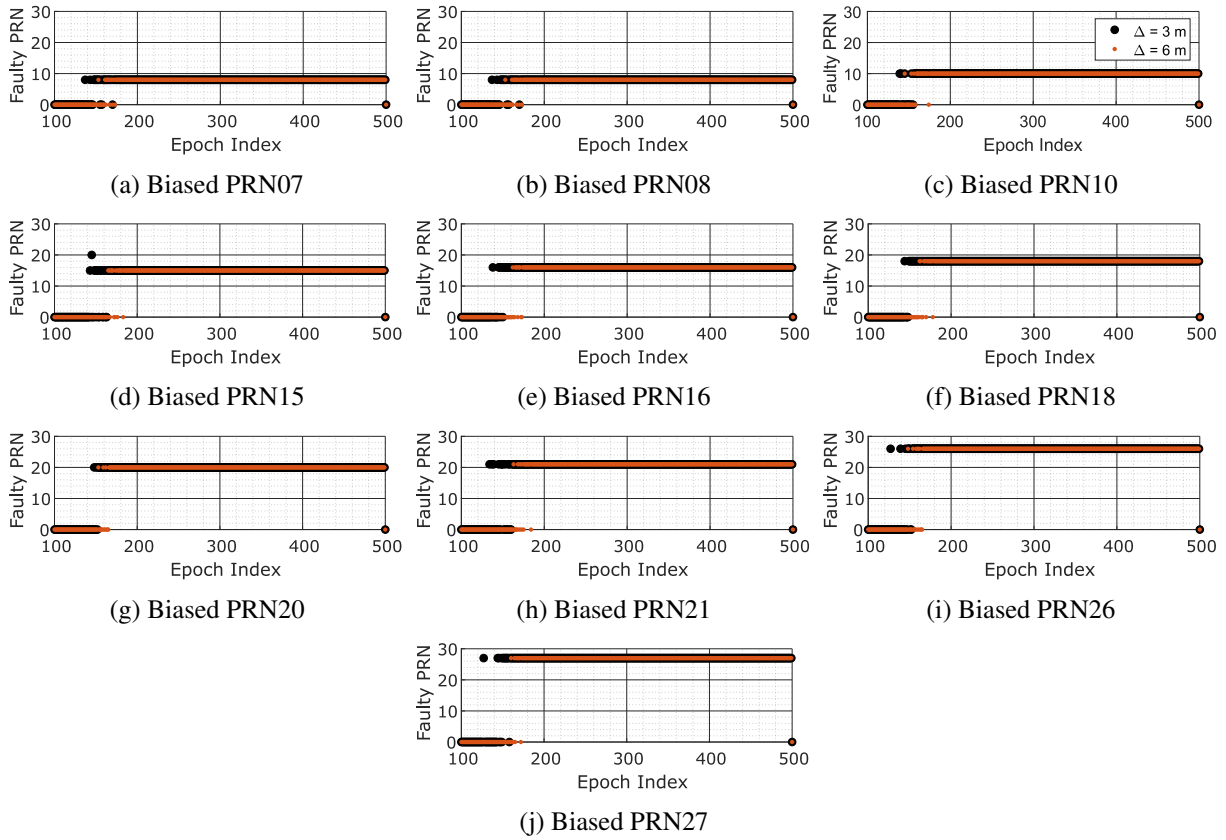 30
20
10
0
Faulty PRN
100 200 300 400 500
Epoch Index
(a) Biased PRN07
30
20
10
0
Faulty PRN
100 200 300 400 500
Epoch Index
(b) Biased PRN08
30
20
10
0
Faulty PRN
Δ = 3 m
Δ = 6 m
100 200 300 400 500
Epoch Index
(c) Biased PRN10
30
20
10
0
Faulty PRN
100 200 300 400 500
Epoch Index
(d) Biased PRN15
30
20
10
0
Faulty PRN
100 200 300 400 500
Epoch Index
(e) Biased PRN16
30
20
10
0
Faulty PRN
100 200 300 400 500
Epoch Index
(f) Biased PRN18
30
20
10
0
Faulty PRN
100 200 300 400 500
Epoch Index
(g) Biased PRN20
30
20
10
0
Faulty PRN
100 200 300 400 500
Epoch Index
(h) Biased PRN21
30
20
10
0
Faulty PRN
100 200 300 400 500
Epoch Index
(i) Biased PRN26
30
20
10
0
Faulty PRN
100 200 300 400 500
Epoch Index
(j) Biased PRN27